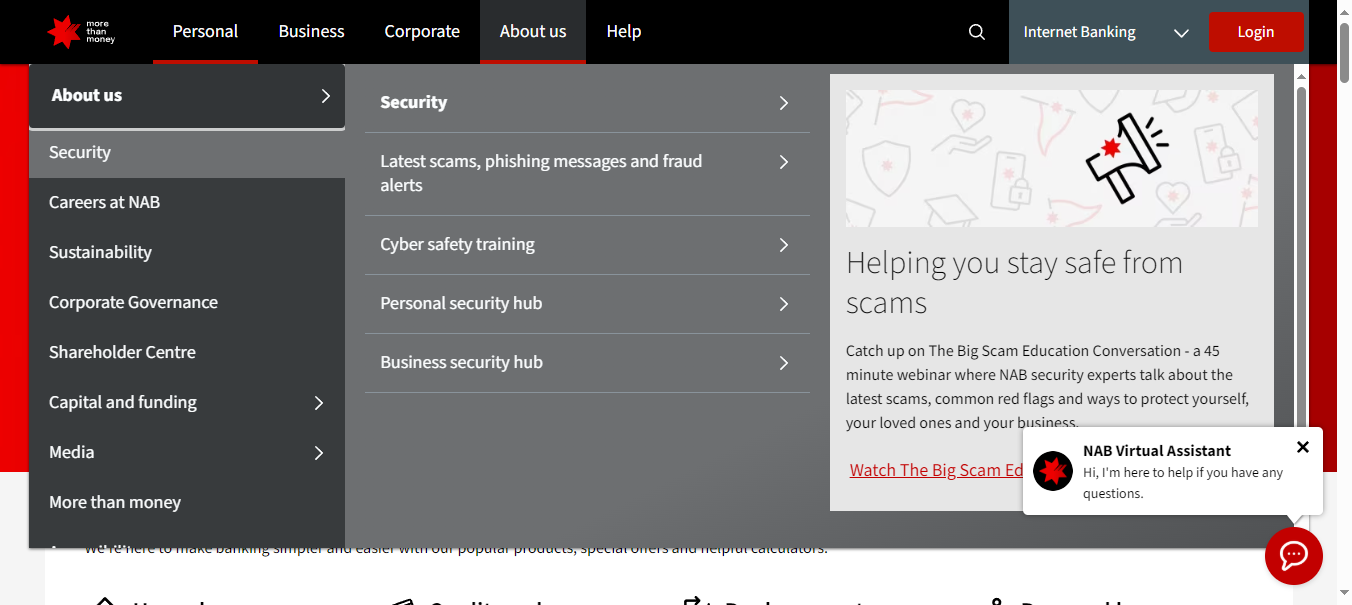 more
than
money
Personal
Business
Corporate
About us
Help
Internet Banking
Login
About us
Security
Careers at NAB
Sustainability
Corporate Governance
Shareholder Centre
Capital and funding
Media
More than money
Security
Latest scams, phishing messages and fraud
alerts
Cyber safety training
Personal security hub
Business security hub
Helping you stay safe from
scams
Catch up on The Big Scam Education Conversation - a 45
minute webinar where NAB security experts talk about the
latest scams, common red flags and ways to protect yourself,
your loved ones and your business.
Watch The Big Scam Ed
NAB Virtual Assistant
Hi, I'm here to help if you have any
questions.
We're here to make banking simpler and easier with our popular products, special offers and helpful calculators.